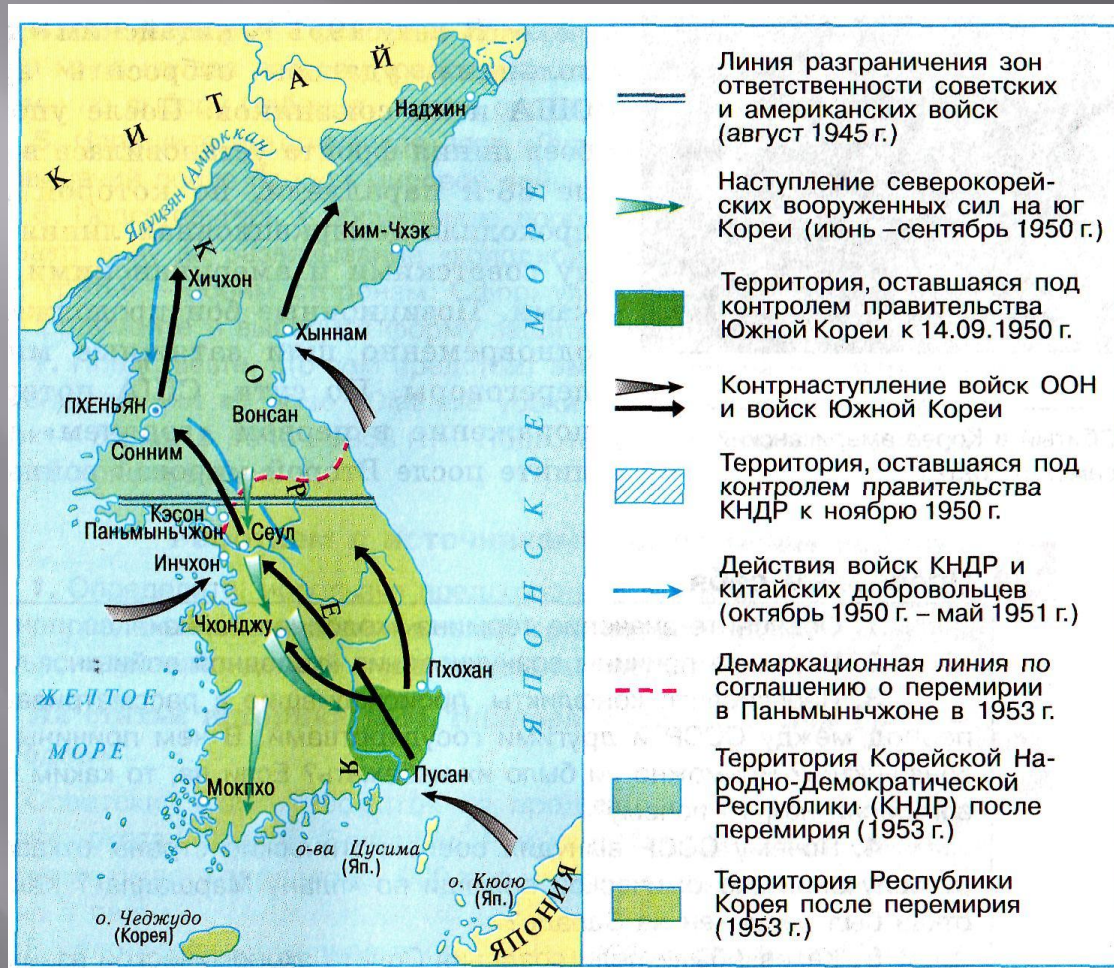 КИТАЙ
Наджин
Ялуцзян (Амноккан)
Ким-Чхэк
Хичхон
Хыннам
ПХЕНЬЯН
Вонсан
Сонним
КОРЕЯ
Кэсон
Паньмыньчжон
Сеул
Инчхон
Чхонджу
Пхохан
ЖЕЛТОЕ
МОРЕ
ЯПОНСКОЕ МОРЕ
Мокпхо
Пусан
о-ва Цусима
(Яп.)
о. Кюсю
(Яп.)
о. Чеджудо
(Корея)
ЯПОНИЯ
Линия разграничения зон
ответственности советских
и американских войск
(август 1945 г.)
Наступление северокорей-
ских вооруженных сил на юг
Кореи (июнь –сентябрь 1950 г.)
Территория, оставшаяся под
контролем правительства
Южной Кореи к 14.09.1950 г.
Контрнаступление войск ООН
и войск Южной Кореи
Территория, оставшаяся под
контролем правительства
КНДР к ноябрю 1950 г.
Действия войск КНДР и
китайских добровольцев
(октябрь 1950 г. - май 1951 г.)
Демаркационная линия по
соглашению о перемирии
в Паньмыньчжоне в 1953 г.
Территория Корейской На-
родно-Демократической
Республики (КНДР) после
перемирия (1953 г.)
Территория Республики
Корея после перемирия
(1953 г.)